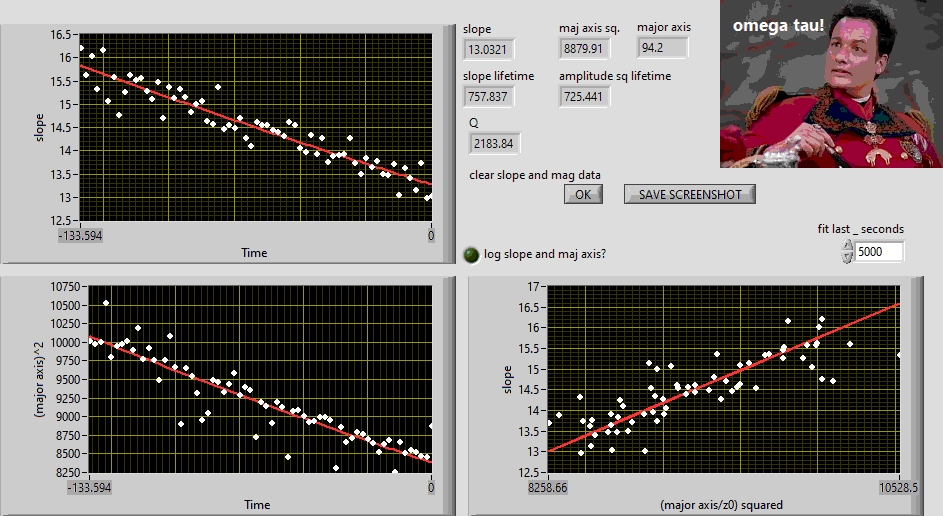 16.5
16
15.5
15
14.5
14
13.5
13
12.5
slope
-133.594
0
Time
slope
13.0321
maj axis sq.
8879.91
major axis
94.2
slope lifetime
757.837
amplitude sq lifetime
725.441
Q
2183.84
omega tau!
clear slope and mag data
OK
SAVE SCREENSHOT
log slope and maj axis?
fit last _ seconds
5000
10750
10500
10250
10000
9750
9500
9250
9000
8750
8500
8250
(major axis)^2
-133.594
0
Time
17
16.5
16
15.5
15
14.5
14
13.5
13
12.5
slope
8258.66
10528.5
(major axis/z0) squared